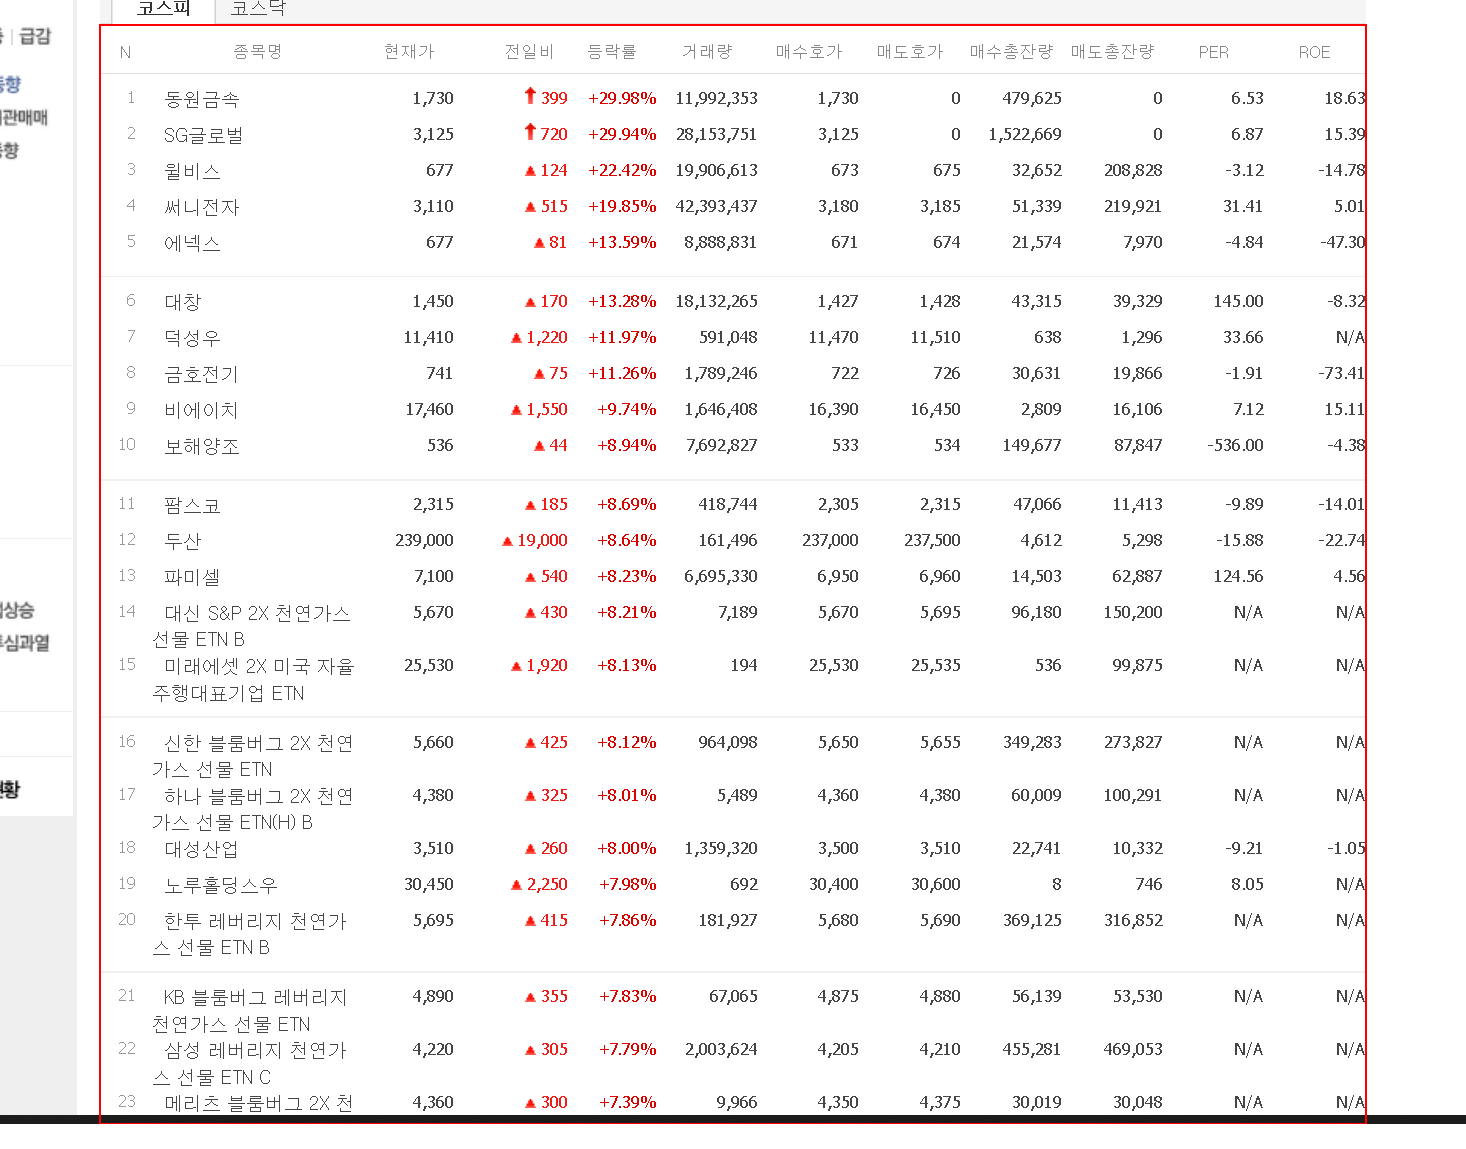 코스피 코스닥
급감
동향
관매매
동향
상승
투심과열
현황
N 종목명 현재가 전일비 등락률 거래량 매수호가 매도호가 매수총잔량 매도총잔량 PER ROE
1 동원금속 1,730 399 +29.98% 11,992,353 1,730 0 479,625 0 6.53 18.63
2 SG글로벌 3,125 720 +29.94% 28,153,751 3,125 0 1,522,669 0 6.87 15.39
3 윌비스 677 ▲ 124 +22.42% 19,906,613 673 675 32,652 208,828 -3.12 -14.78
4 써니전자 3,110 ▲ 515 +19.85% 42,393,437 3,180 3,185 51,339 219,921 31.41 5.01
5 에넥스 677 ▲ 81 +13.59% 8,888,831 671 674 21,574 7,970 -4.84 -47.30
6 대창 1,450 ▲ 170 +13.28% 18,132,265 1,427 1,428 43,315 39,329 145.00 -8.32
7 덕성우 11,410 ▲ 1,220 +11.97% 591,048 11,470 11,510 638 1,296 33.66 N/A
8 금호전기 741 ▲ 75 +11.26% 1,789,246 722 726 30,631 19,866 -1.91 -73.41
9 비에이치 17,460 ▲ 1,550 +9.74% 1,646,408 16,390 16,450 2,809 16,106 7.12 15.11
10 보해양조 536 ▲ 44 +8.94% 7,692,827 533 534 149,677 87,847 -536.00 -4.38
11 팜스코 2,315 ▲ 185 +8.69% 418,744 2,305 2,315 47,066 11,413 -9.89 -14.01
12 두산 239,000 ▲ 19,000 +8.64% 161,496 237,000 237,500 4,612 5,298 -15.88 -22.74
13 파미셀 7,100 ▲ 540 +8.23% 6,695,330 6,950 6,960 14,503 62,887 124.56 4.56
14 대신 S&P 2X 천연가스 5,670 ▲ 430 +8.21% 7,189 5,670 5,695 96,180 150,200 N/A N/A
선물 ETN B
15 미래에셋 2X 미국 자율 25,530 ▲ 1,920 +8.13% 194 25,530 25,535 536 99,875 N/A N/A
주행대표기업 ETN
16 신한 블룸버그 2X 천연 5,660 ▲ 425 +8.12% 964,098 5,650 5,655 349,283 273,827 N/A N/A
가스 선물 ETN
17 하나 블룸버그 2X 천연 4,380 ▲ 325 +8.01% 5,489 4,360 4,380 60,009 100,291 N/A N/A
가스 선물 ETN(H) B
18 대성산업 3,510 ▲ 260 +8.00% 1,359,320 3,500 3,510 22,741 10,332 -9.21 -1.05
19 노루홀딩스우 30,450 ▲ 2,250 +7.98% 692 30,400 30,600 8 746 8.05 N/A
20 한투 레버리지 천연가 5,695 ▲ 415 +7.86% 181,927 5,680 5,690 369,125 316,852 N/A N/A
스 선물 ETN B
21 KB 블룸버그 레버리지 4,890 ▲ 355 +7.83% 67,065 4,875 4,880 56,139 53,530 N/A N/A
천연가스 선물 ETN
22 삼성 레버리지 천연가 4,220 ▲ 305 +7.79% 2,003,624 4,205 4,210 455,281 469,053 N/A N/A
스 선물 ETN C
23 메리츠 블룸버그 2X 천 4,360 ▲ 300 +7.39% 9,966 4,350 4,375 30,019 30,048 N/A N/A